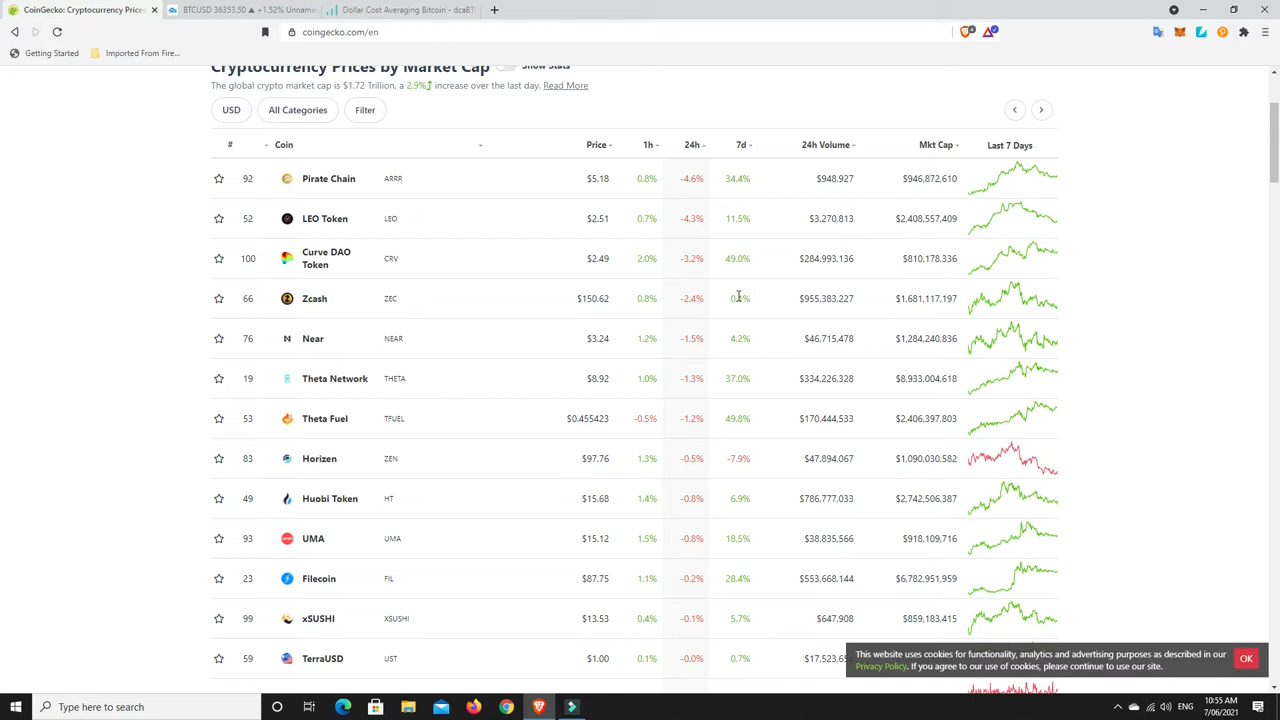 CoinGecko: Cryptocurrency Prices
BTCUSD 36353.50 ▲ +1.52% Unname
Dollar Cost Averaging Bitcoin - dcaBT
coingecko.com/en
Getting Started
Imported From Fire...
Cryptocurrency Prices by Market Cap Show Stats
The global crypto market cap is $1.72 Trillion, a 2.9% increase over the last day. Read More
USD All Categories Filter
# Coin Price 1h 24h 7d 24h Volume Mkt Cap Last 7 Days
92 Pirate Chain ARRR $5.18 0.8% -4.6% 34.4% $948,927 $946,872,610
52 LEO Token LEO $2.51 0.7% -4.3% 11.5% $3,270,813 $2,408,557,409
100 Curve DAO Token CRV $2.49 2.0% -3.2% 49.0% $284,993,136 $810,178,336
66 Zcash ZEC $150.62 0.8% -2.4% $955,383,227 $1,681,117,197
76 Near NEAR $3.24 1.2% -1.5% 4.2% $46,715,478 $1,284,240,836
19 Theta Network THETA $8.92 1.0% -1.3% 37.0% $334,226,328 $8,933,004,618
53 Theta Fuel TFUEL $0.455423 -0.5% -1.2% 49.8% $170,444,533 $2,406,397,803
83 Horizen ZEN $97.76 1.3% -0.5% -7.9% $47,894,067 $1,090,030,582
49 Huobi Token HT $15.68 1.4% -0.8% 6.9% $786,777,033 $2,742,506,387
93 UMA UMA $15.12 1.5% -0.8% 18.5% $38,835,566 $918,109,716
23 Filecoin FIL $87.75 1.1% -0.2% 28.4% $553,668,144 $6,782,951,959
99 xSUSHI XSUSHI $13.53 0.4% -0.1% 5.7% $647,908 $859,183,415
59 TerraUSD UST $1.00 0.1% -0.0% 0.7%
This website uses cookies for functionality, analytics and advertising purposes as described in our
Privacy Policy. If you agree to our use of cookies, please continue to use our site.
OK
Type here to search
ENG
10:55 AM
7/06/2021